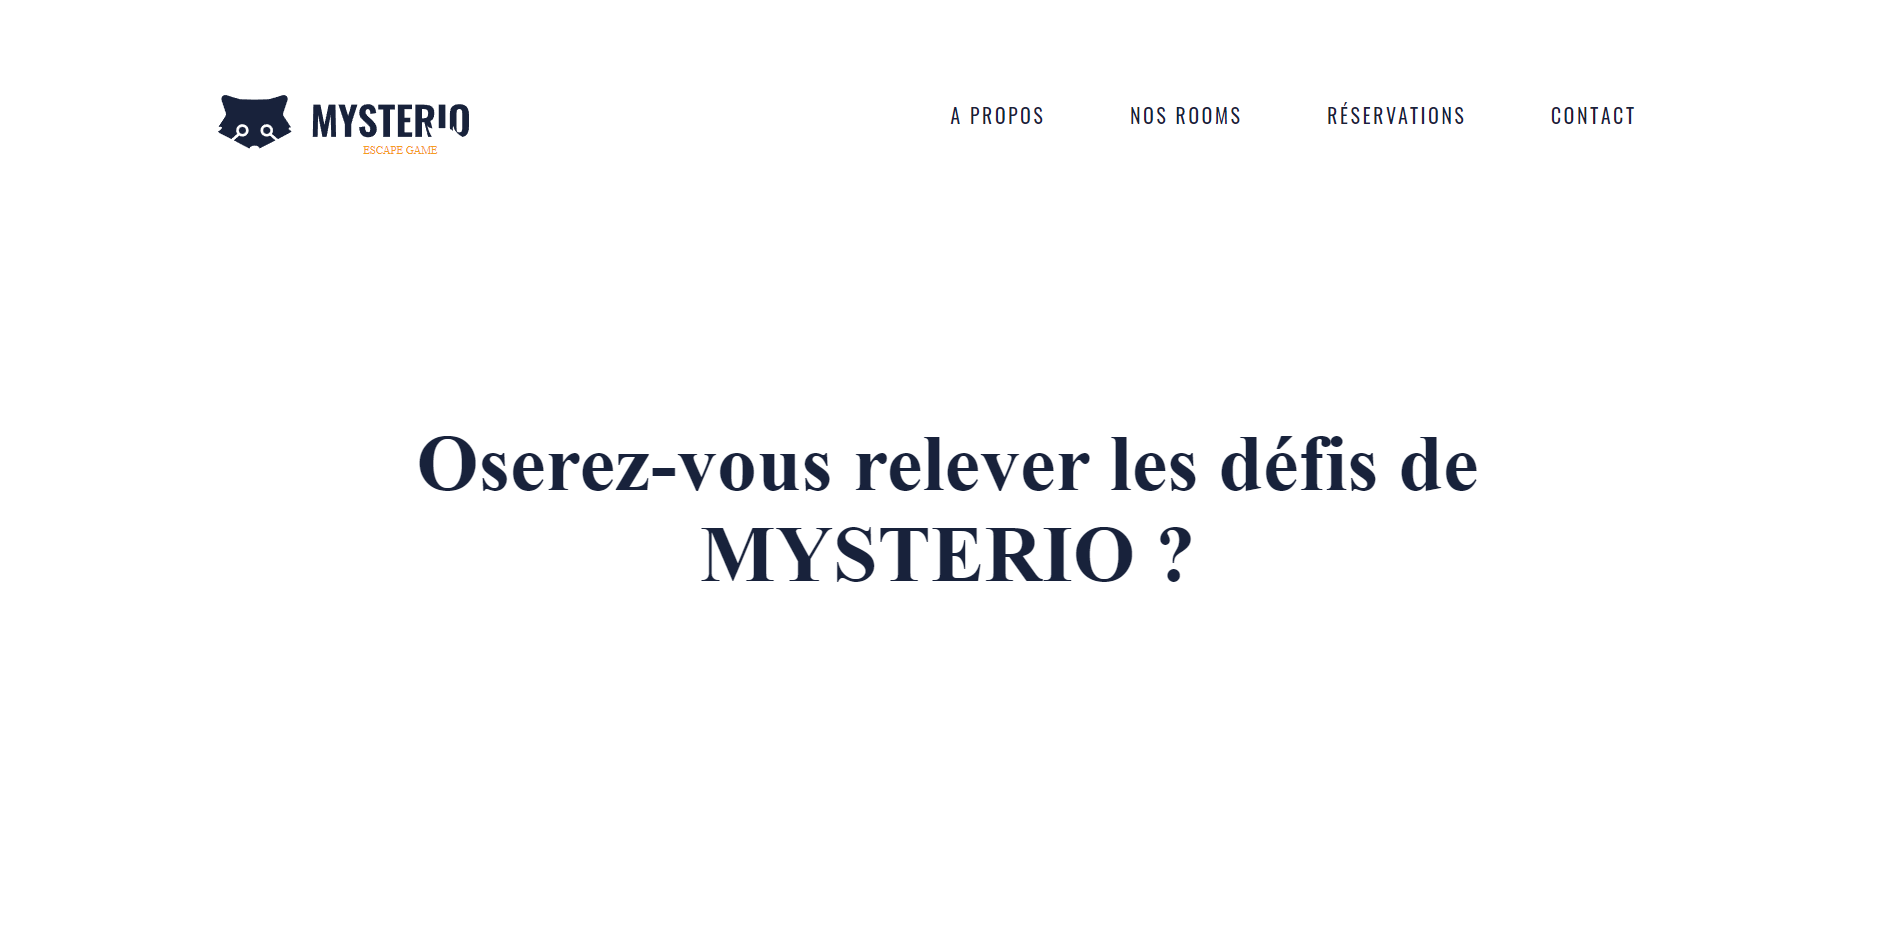 MYSTERIO
ESCAPE GAME
A PROPOS
NOS ROOMS
RÉSERVATIONS
CONTACT
Oserez-vous relever les défis de
MYSTERIO ?